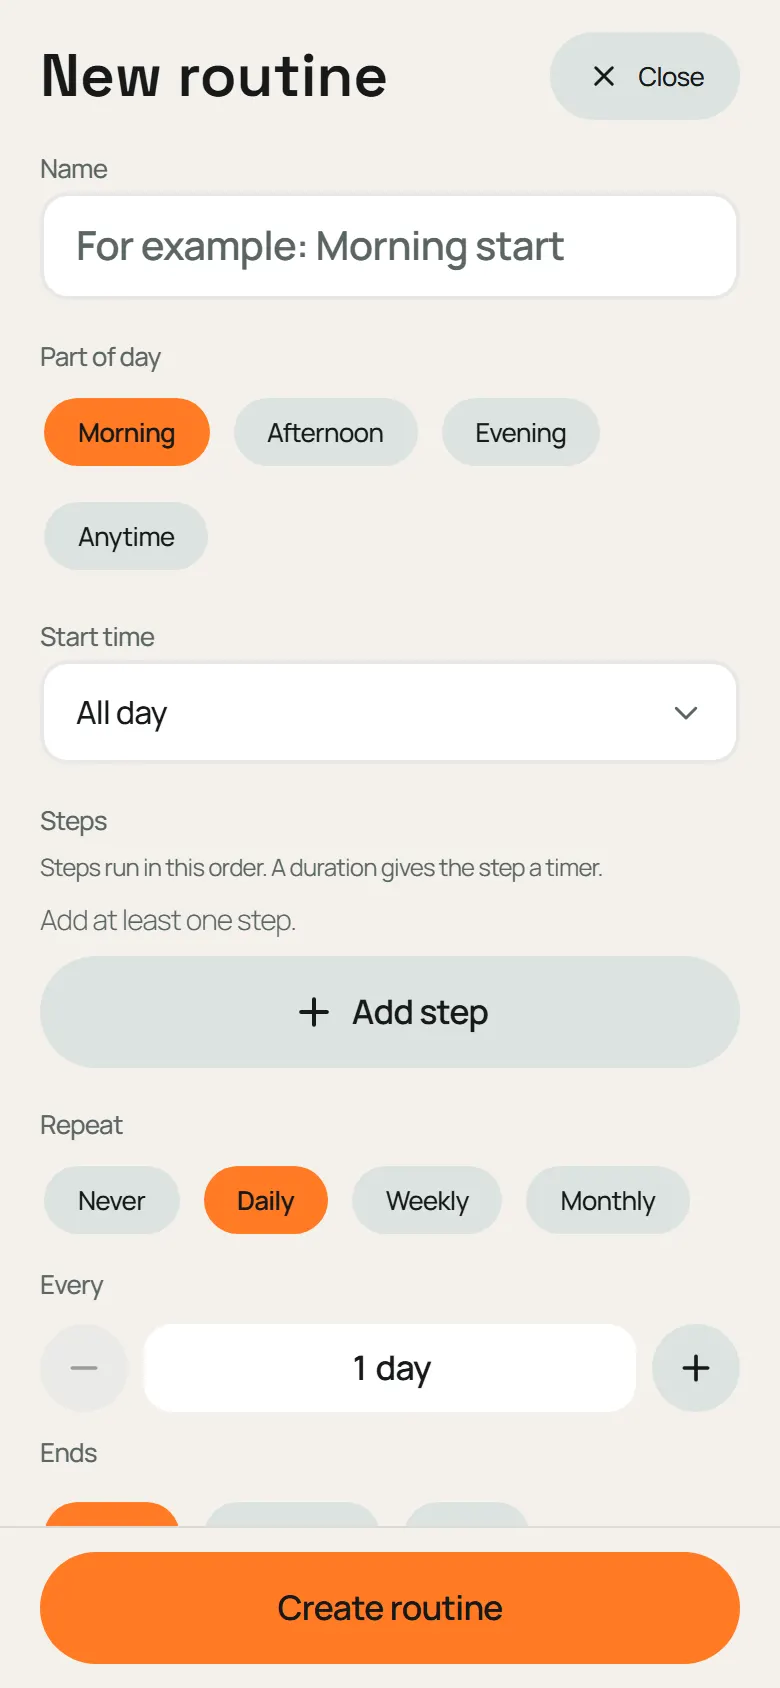 New routine
Close
Name
For example: Morning start
Part of day
Morning
Afternoon
Evening
Anytime
Start time
All day
Steps
Steps run in this order. A duration gives the step a timer.
Add at least one step.
Add step
Repeat
Never
Daily
Weekly
Monthly
Every
1 day
Ends
Create routine